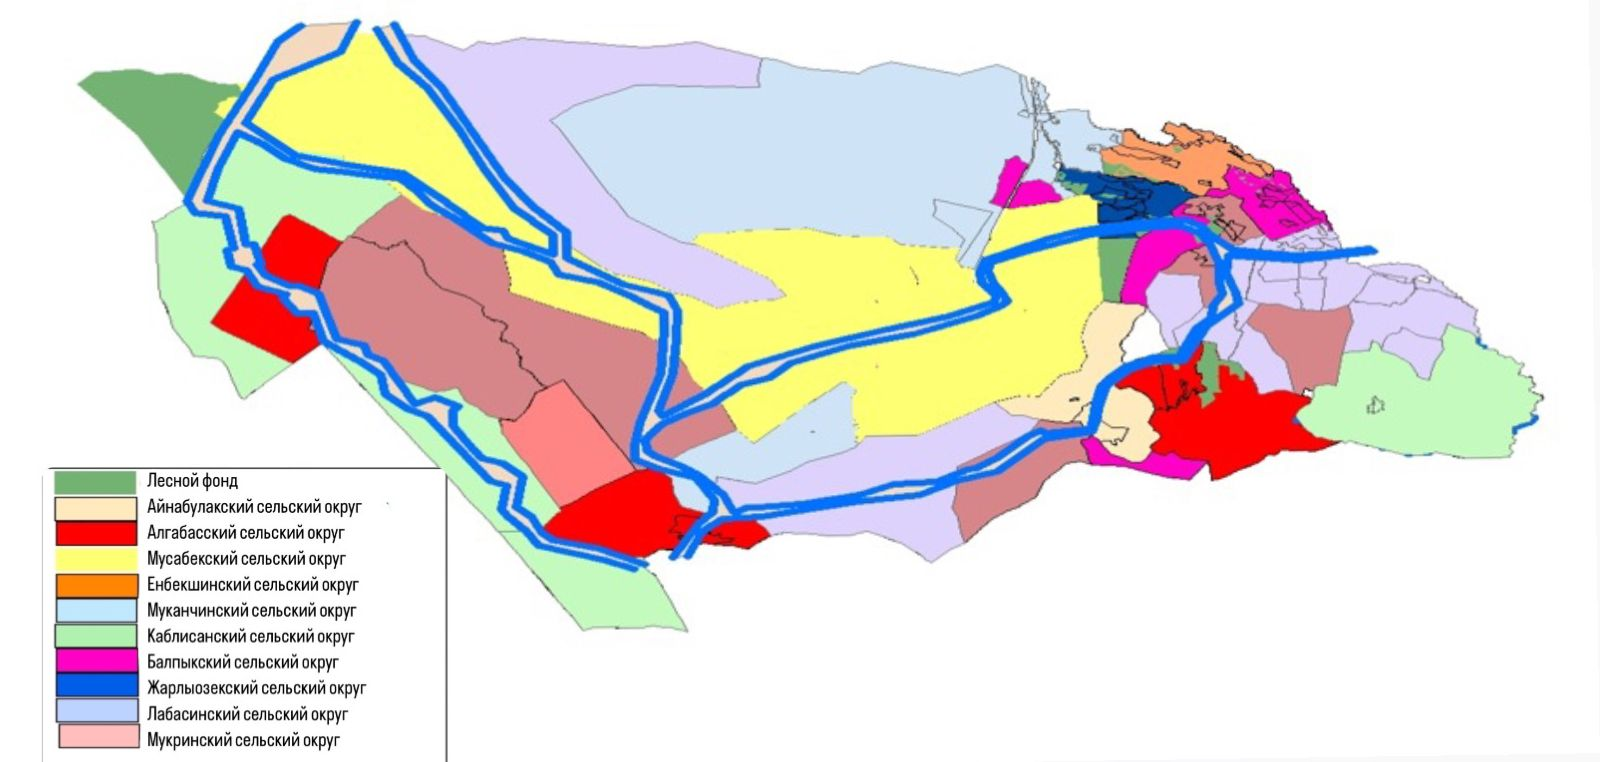 Лесной фонд
Айнабулакский сельский округ
Алгабасский сельский округ
Мусабекский сельский округ
Енбекшинский сельский округ
Муканчинский сельский округ
Каблисанский сельский округ
Балпыкский сельский округ
Жарлыозекский сельский округ
Лабасинский сельский округ
Мукринский сельский округ